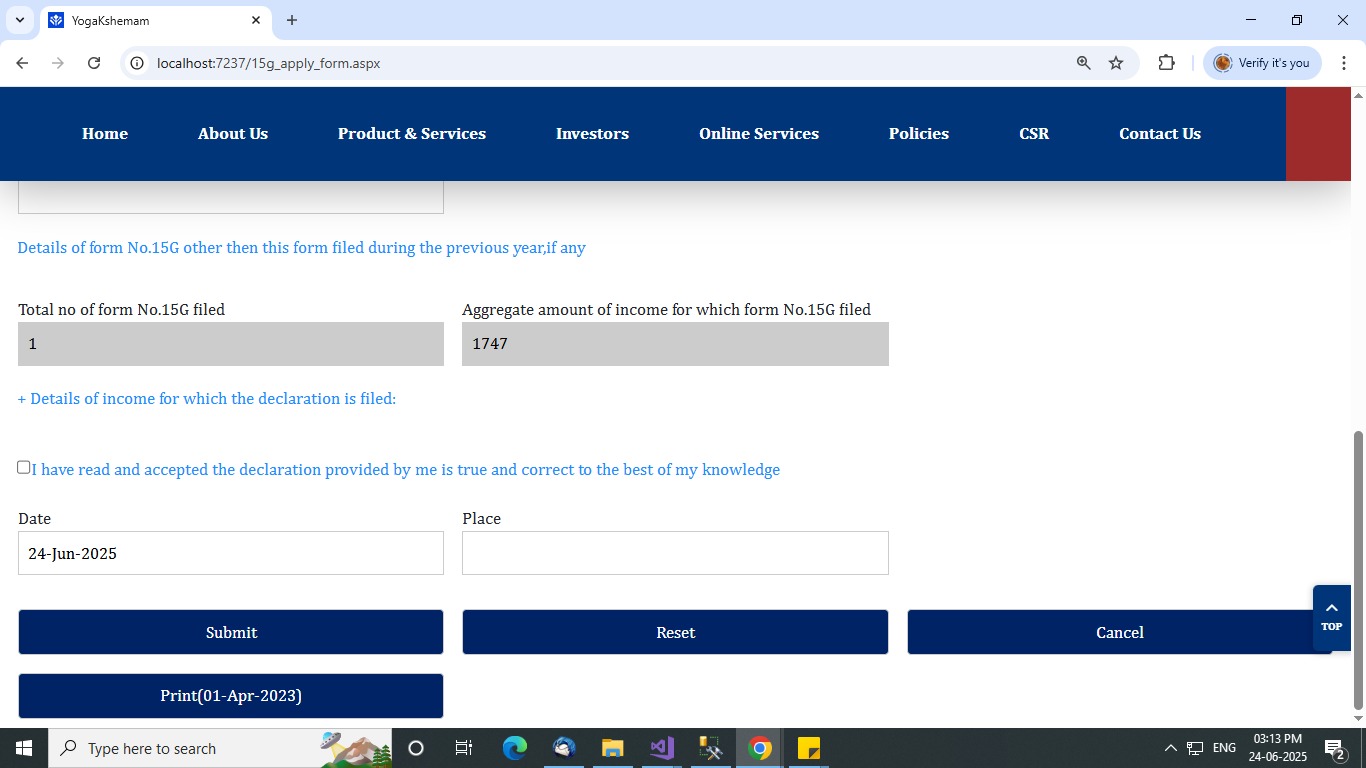 YogaKshemam
localhost:7237/15g_apply_form.aspx
Verify it's you
Home About Us Product & Services Investors Online Services Policies CSR Contact Us
Details of form No.15G other then this form filed during the previous year,if any
Total no of form No.15G filed Aggregate amount of income for which form No.15G filed
1 1747
+ Details of income for which the declaration is filed:
I have read and accepted the declaration provided by me is true and correct to the best of my knowledge
Date Place
24-Jun-2025
TOP
Submit Reset Cancel
Print(01-Apr-2023)
Type here to search
ENG
03:13 PM
24-06-2025
2